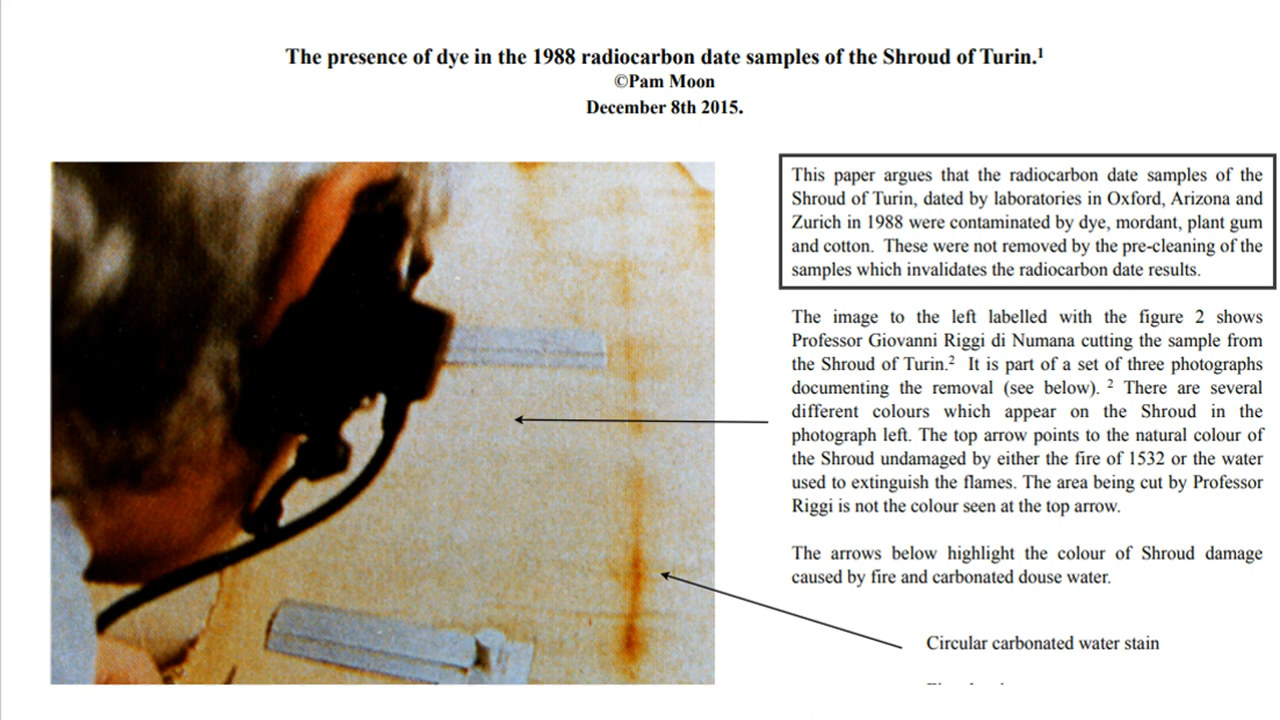 The presence of dye in the 1988 radiocarbon date samples of the Shroud of Turin.¹
©Pam Moon
December 8th 2015.
This paper argues that the radiocarbon date samples of the
Shroud of Turin, dated by laboratories in Oxford, Arizona and
Zurich in 1988 were contaminated by dye, mordant, plant gum
and cotton. These were not removed by the pre-cleaning of the
samples which invalidates the radiocarbon date results.
The image to the left labelled with the figure 2 shows
Professor Giovanni Riggi di Numana cutting the sample from
the Shroud of Turin.² It is part of a set of three photographs
documenting the removal (see below). ² There are several
different colours which appear on the Shroud in the
photograph left. The top arrow points to the natural colour of
the Shroud undamaged by either the fire of 1532 or the water
used to extinguish the flames. The area being cut by Professor
Riggi is not the colour seen at the top arrow.
The arrows below highlight the colour of Shroud damage
caused by fire and carbonated douse water.
Circular carbonated water stain